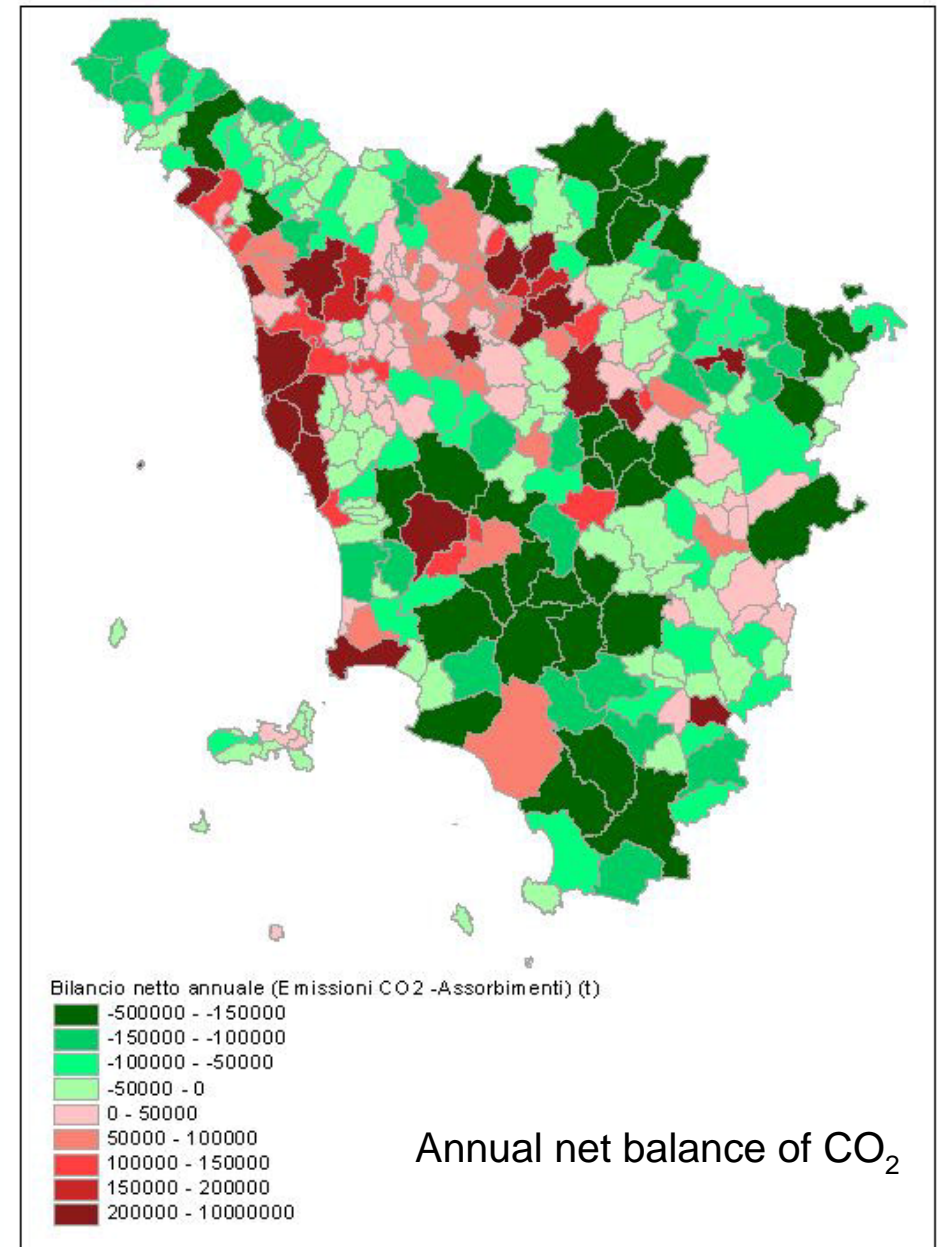 Bilancio netto annuale (Emissioni CO2 -Assorbimenti) (t)
-500000 - -150000
-150000 - -100000
-100000 - -50000
-50000 - 0
0 - 50000
50000 - 100000
100000 - 150000
150000 - 200000
200000 - 10000000
Annual net balance of CO₂